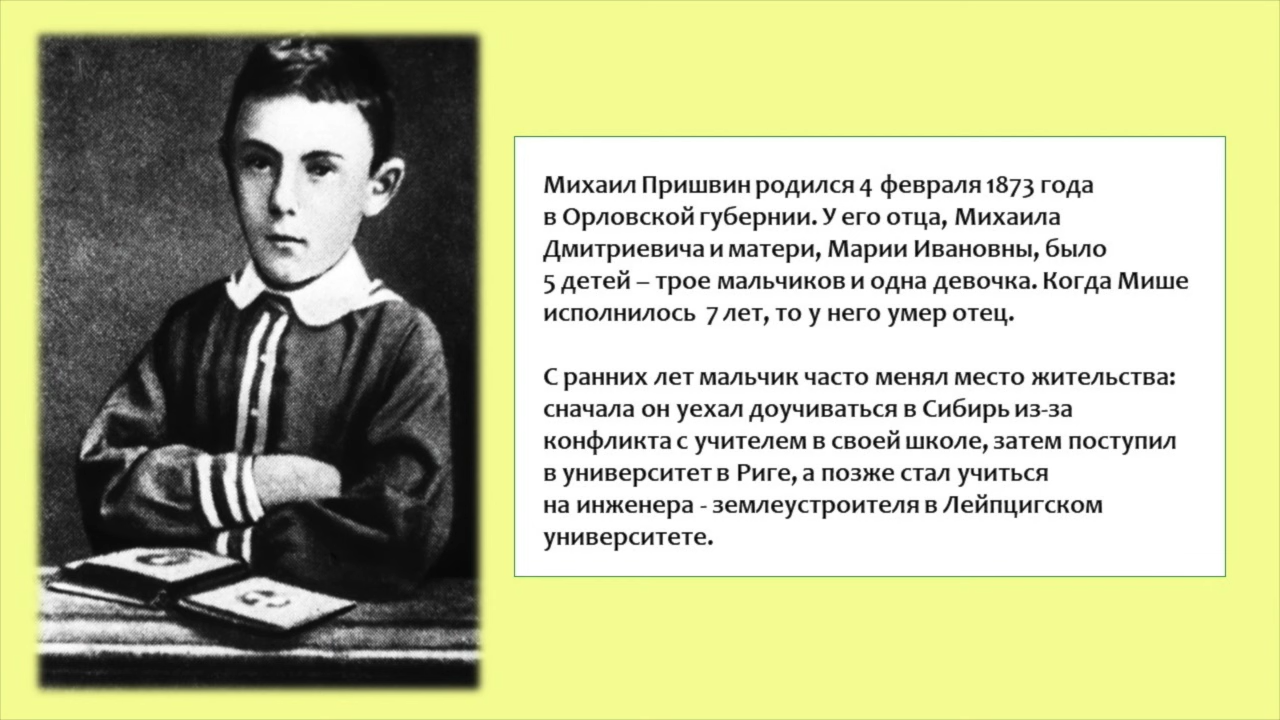 Михаил Пришвин родился 4 февраля 1873 года
в Орловской губернии. У его отца, Михаила
Дмитриевича и матери, Марии Ивановны, было
5 детей – трое мальчиков и одна девочка. Когда Мише
исполнилось 7 лет, то у него умер отец.
С ранних лет мальчик часто менял место жительства:
сначала он уехал доучиваться в Сибирь из-за
конфликта с учителем в своей школе, затем поступил
в университет в Риге, а позже стал учиться
на инженера - землеустроителя в Лейпцигском
университете.